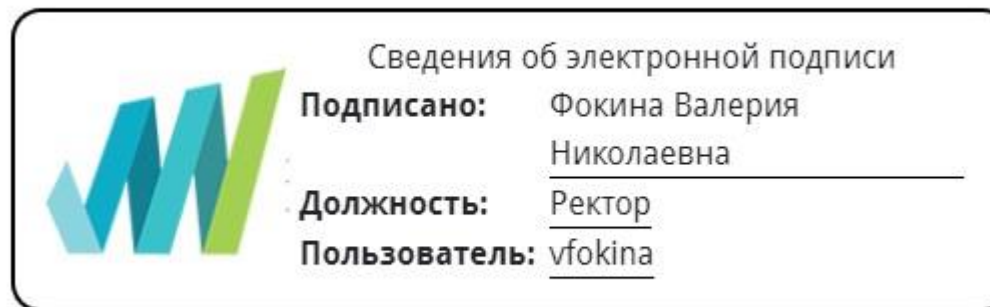 Сведения об электронной подписи
Подписано: Фокина Валерия
Николаевна
Должность: Ректор
Пользователь: vfokina